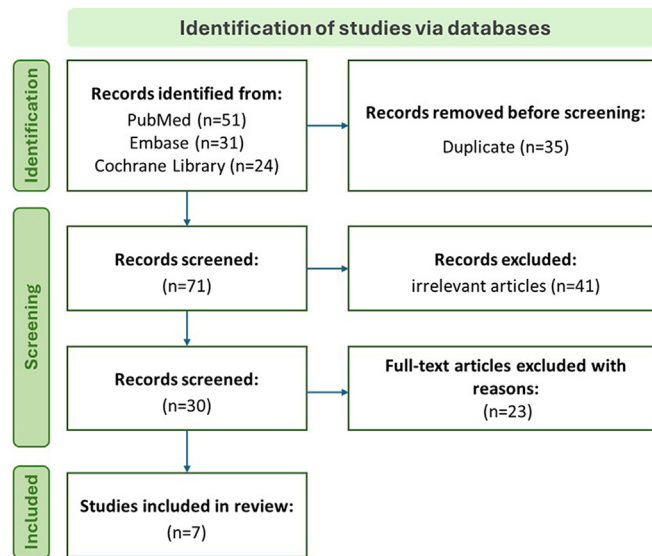 Identification of studies via databases
Identification
Records identified from:
PubMed (n=51)
Embase (n=31)
Cochrane Library (n=24)
Records removed before screening:
Duplicate (n=35)
Screening
Records screened:
(n=71)
Records excluded:
irrelevant articles (n=41)
Records screened:
(n=30)
Full-text articles excluded with
reasons:
(n=23)
Included
Studies included in review:
(n=7)